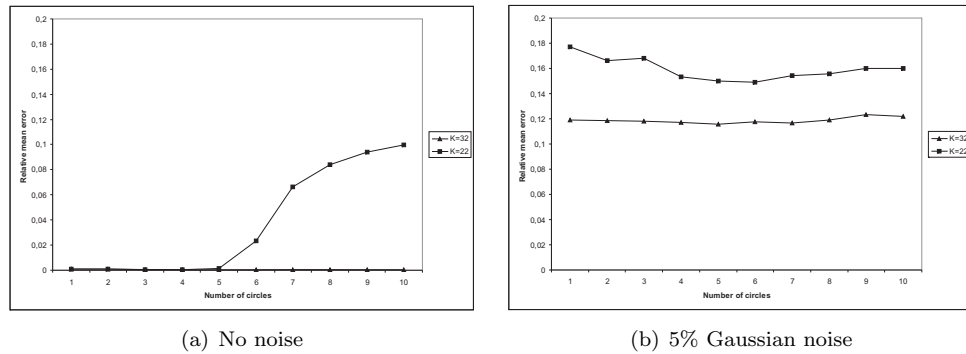 0,2
0,18
0,16
0,14
0,12
0,1
0,08
0,06
0,04
0,02
0
Relative mean error
1 2 3 4 5 6 7 8 9 10
Number of circles
K=32
K=22
(a) No noise
0,2
0,18
0,16
0,14
0,12
0,1
0,08
0,06
0,04
0,02
0
Relative mean error
1 2 3 4 5 6 7 8 9 10
Number of circles
K=32
K=22
(b) 5% Gaussian noise